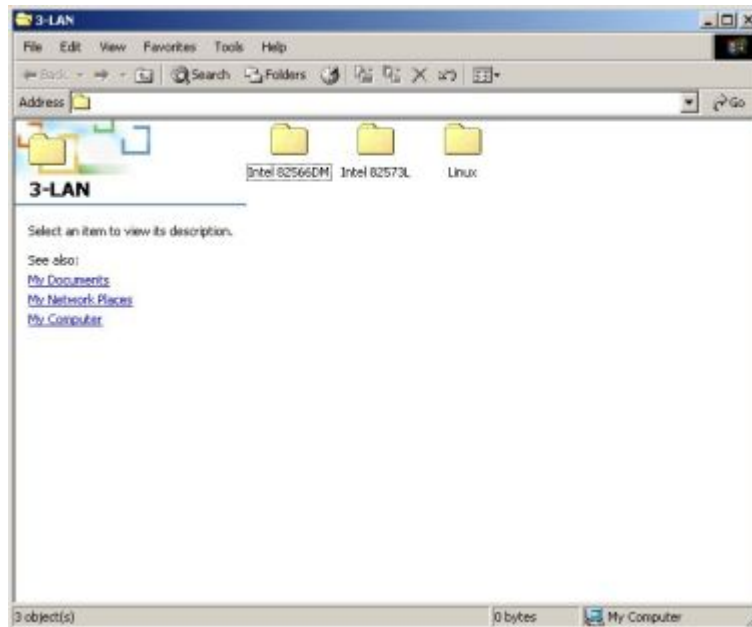 3-LAN
File Edit View Favorites Tools Help
Back Search Folders
Address Go
Intel 82566DM Intel 82573L Linux
3-LAN
Select an item to view its description.
See also:
My Documents
My Network Places
My Computer
3 object(s) 0 bytes My Computer